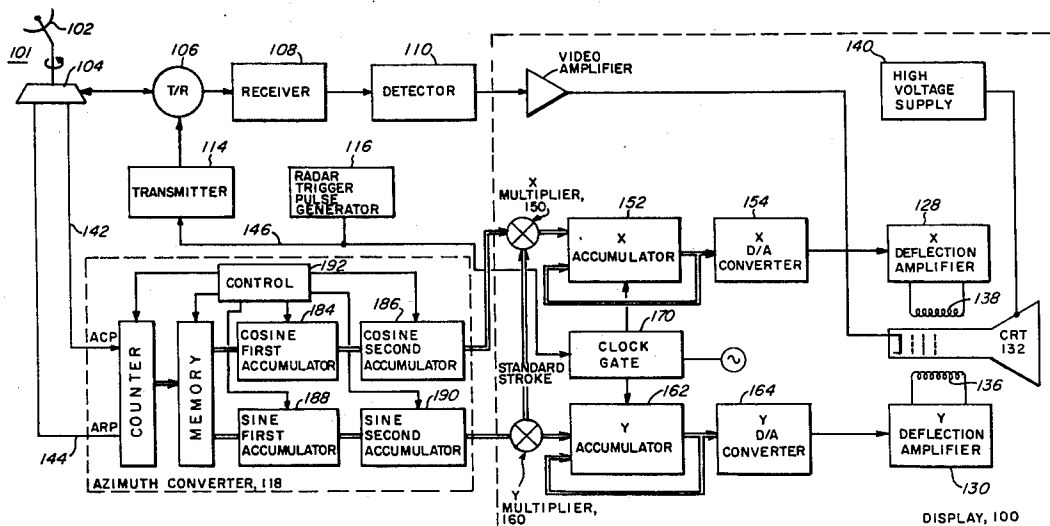 102
101
104
106
T/R
108
RECEIVER
110
DETECTOR
VIDEO
AMPLIFIER
140
HIGH
VOLTAGE
SUPPLY
114
TRANSMITTER
116
RADAR
TRIGGER
PULSE
GENERATOR
142
146
X
MULTIPLIER,
150
152
X
ACCUMULATOR
154
X
D/A
CONVERTER
128
X
DEFLECTION
AMPLIFIER
138
192
CONTROL
184
COSINE
FIRST
ACCUMULATOR
186
COSINE
SECOND
ACCUMULATOR
ACP
COUNTER
MEMORY
STANDARD
STROKE
170
CLOCK
GATE
CRT
132
136
188
SINE
FIRST
ACCUMULATOR
190
SINE
SECOND
ACCUMULATOR
ARP
144
162
Y
ACCUMULATOR
164
Y
D/A
CONVERTER
Y
DEFLECTION
AMPLIFIER
130
AZIMUTH CONVERTER, 118
Y
MULTIPLIER,
160
DISPLAY, 100